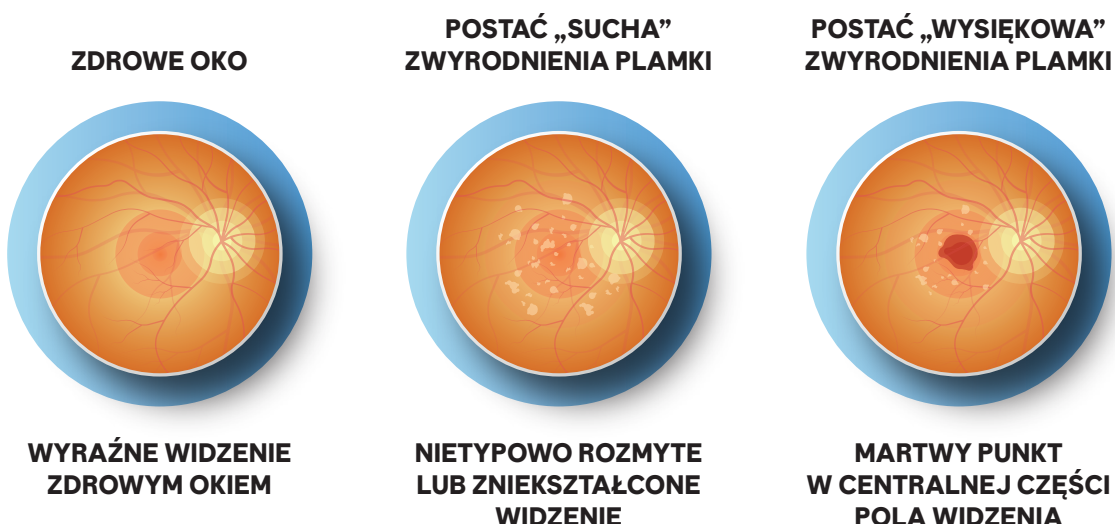 ZDROWE OKO
POSTAĆ „SUCHA”
ZWYRODNIENIA PLAMKI
POSTAĆ „WYSIĘKOWA”
ZWYRODNIENIA PLAMKI
WYRAŹNE WIDZENIE
ZDROWYM OKIEM
NIETYPOWO ROZMYTE
LUB ZNIEKSZTAŁCONE
WIDZENIE
MARTWY PUNKT
W CENTRALNEJ CZĘŚCI
POLA WIDZENIA